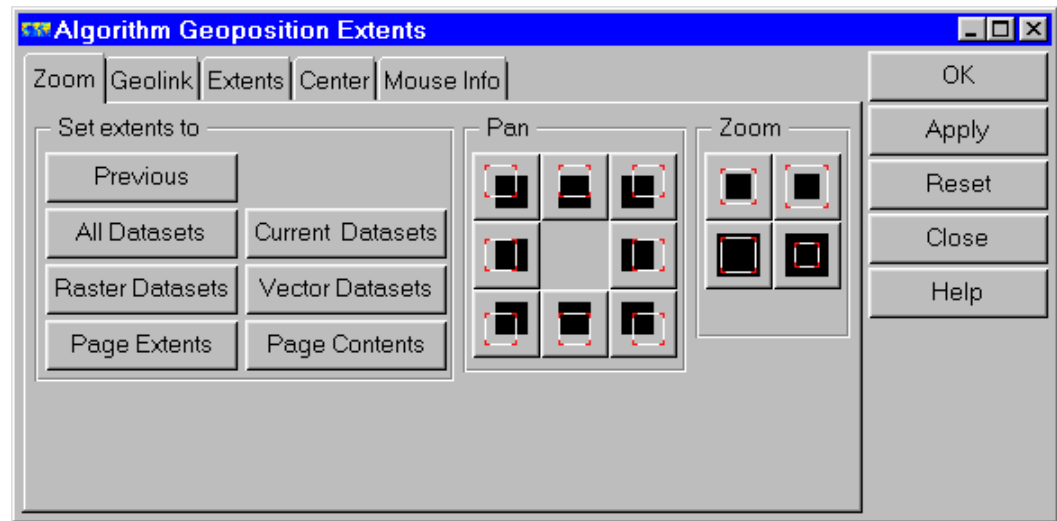 Algorithm Geoposition Extents
Zoom Geolink Extents Center Mouse Info
Set extents to
Previous
All Datasets Current Datasets
Raster Datasets Vector Datasets
Page Extents Page Contents
Pan
Zoom
OK
Apply
Reset
Close
Help